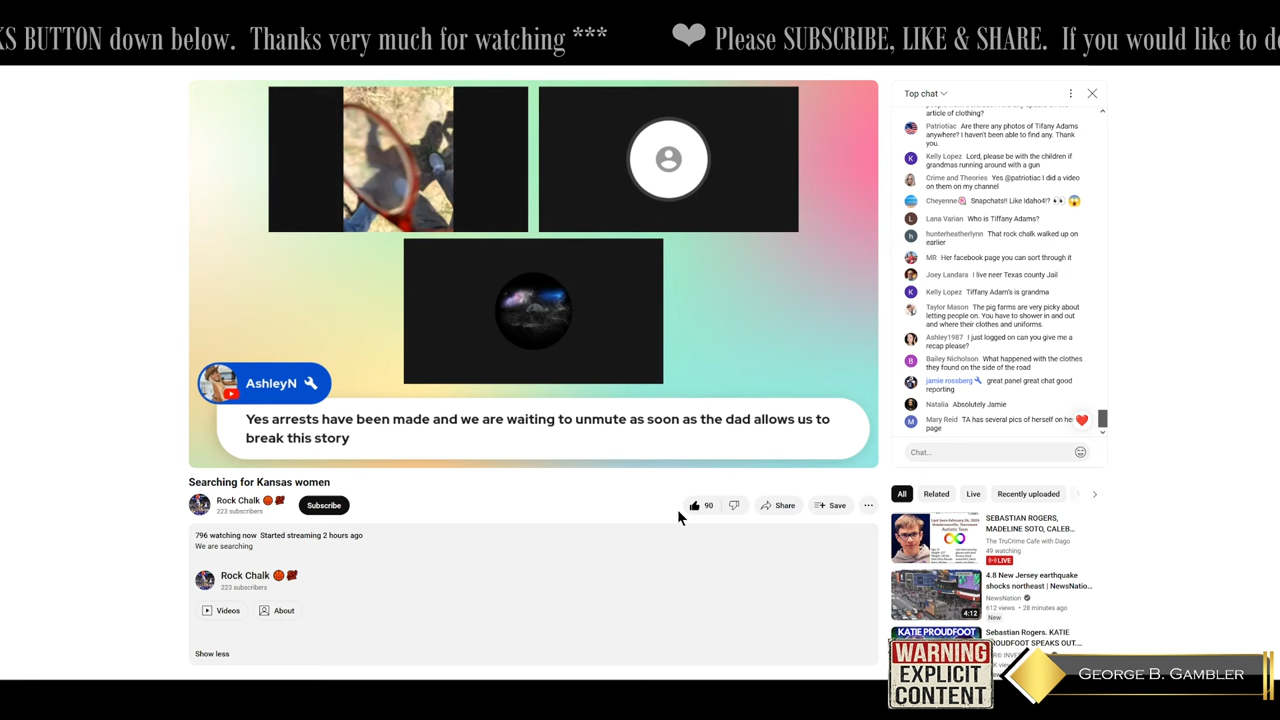 KS BUTTON down below. Thanks very much for watching *** ❤ Please SUBSCRIBE, LIKE & SHARE. If you would like to do
AshleyN
Yes arrests have been made and we are waiting to unmute as soon as the dad allows us to
break this story
Searching for Kansas women
Rock Chalk
223 subscribers
Subscribe
90
Share
Save
796 watching now Started streaming 2 hours ago
We are searching
Rock Chalk
223 subscribers
Videos
About
Show less
Top chat
article of clothing?
Patriotiac Are there any photos of Tifany Adams
anywhere? I haven't been able to find any. Thank
you.
Kelly Lopez Lord, please be with the children if
grandmas running around with a gun
Crime and Theories Yes @patriotiac I did a video
on them on my channel
Cheyenne Snapchats!! Like Idaho4!? 👀 😱
Lana Varian Who is Tiffany Adams?
hunterheatherlynn That rock chalk walked up on
earlier
MR Her facebook page you can sort through it
Joey Landara I live neer Texas county Jail
Kelly Lopez Tiffany Adam's is grandma
Taylor Mason The pig farms are very picky about
letting people on. You have to shower in and out
and where their clothes and uniforms.
Ashley1987 I just logged on can you give me a
recap please?
Bailey Nicholson What happened with the clothes
they found on the side of the road
jamie rossberg great panel great chat good
reporting
Natalia Absolutely Jamie
Mary Reid TA has several pics of herself on he
page
Chat...
All
Related
Live
Recently uploaded
SEBASTIAN ROGERS,
MADELINE SOTO, CALEB...
The TruCrime Cafe with Dago
49 watching
LIVE
4.8 New Jersey earthquake
shocks northeast | NewsNatio...
NewsNation
612 views • 28 minutes ago
New
4:12
KATIE PROUDFOOT
Sebastian Rogers. KATIE
PROUDFOOT SPEAKS OUT....
WARNING
EXPLICIT
CONTENT
GEORGE B. GAMBLER